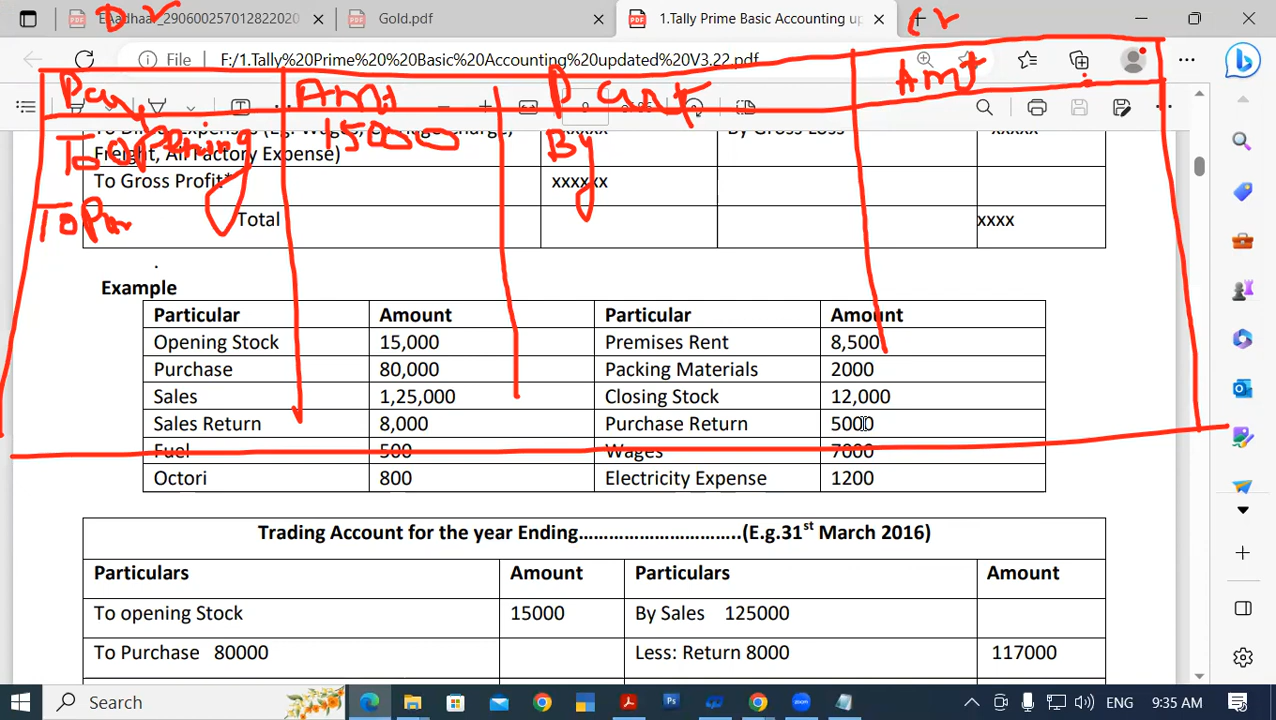 EAadhaar_290600257012822020
Gold.pdf
1.Tally Prime Basic Accounting up
Dr
Cr
File
F:/1.Tally%20Prime%20%20Basic%20Accounting%20updated%20V3.22.pdf
Amt
Amt
To opening
15000
By
Freight, All Factory Expense)
By Gross Loss
xxxxx
To Gross Profit*
xxxxxx
To Pur
Total
xxxx
Example
Particular Amount Particular Amount
Opening Stock 15,000 Premises Rent 8,500
Purchase 80,000 Packing Materials 2000
Sales 1,25,000 Closing Stock 12,000
Sales Return 8,000 Purchase Return 5000
Fuel 500 Wages 7000
Octori 800 Electricity Expense 1200
Trading Account for the year Ending…………………………..(E.g.31st March 2016)
Particulars Amount Particulars Amount
To opening Stock 15000 By Sales 125000
To Purchase 80000 Less: Return 8000 117000
Search
ENG
9:35 AM